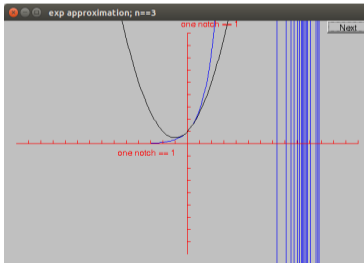 exp approximation; n==3
one notch == 1
Next
one notch == 1